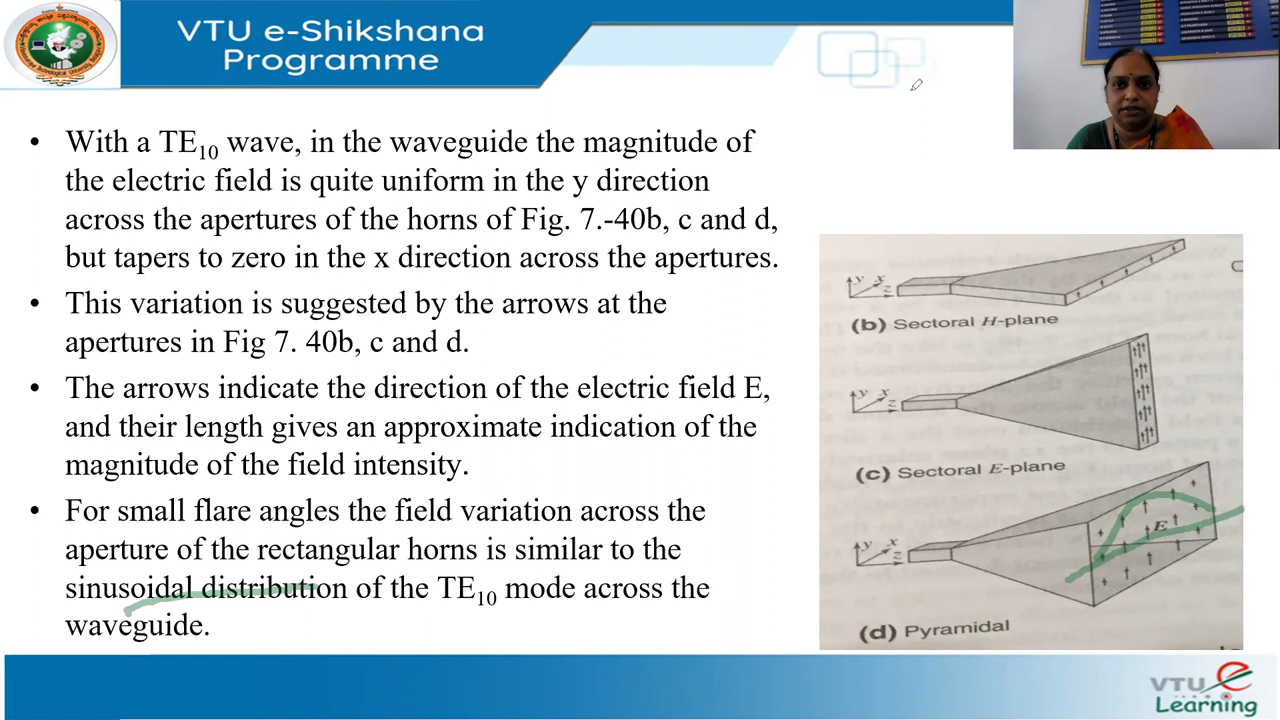 VTU e-Shikshana
Programme
• With a TE10 wave, in the waveguide the magnitude of
the electric field is quite uniform in the y direction
across the apertures of the horns of Fig. 7.-40b, c and d,
but tapers to zero in the x direction across the apertures.
• This variation is suggested by the arrows at the
apertures in Fig 7. 40b, c and d.
• The arrows indicate the direction of the electric field E,
and their length gives an approximate indication of the
magnitude of the field intensity.
• For small flare angles the field variation across the
aperture of the rectangular horns is similar to the
sinusoidal distribution of the TE10 mode across the
waveguide.
y x
z
(b) Sectoral H-plane
y x
z
(c) Sectoral E-plane
y x
z
E
(d) Pyramidal
VTU e
Learning